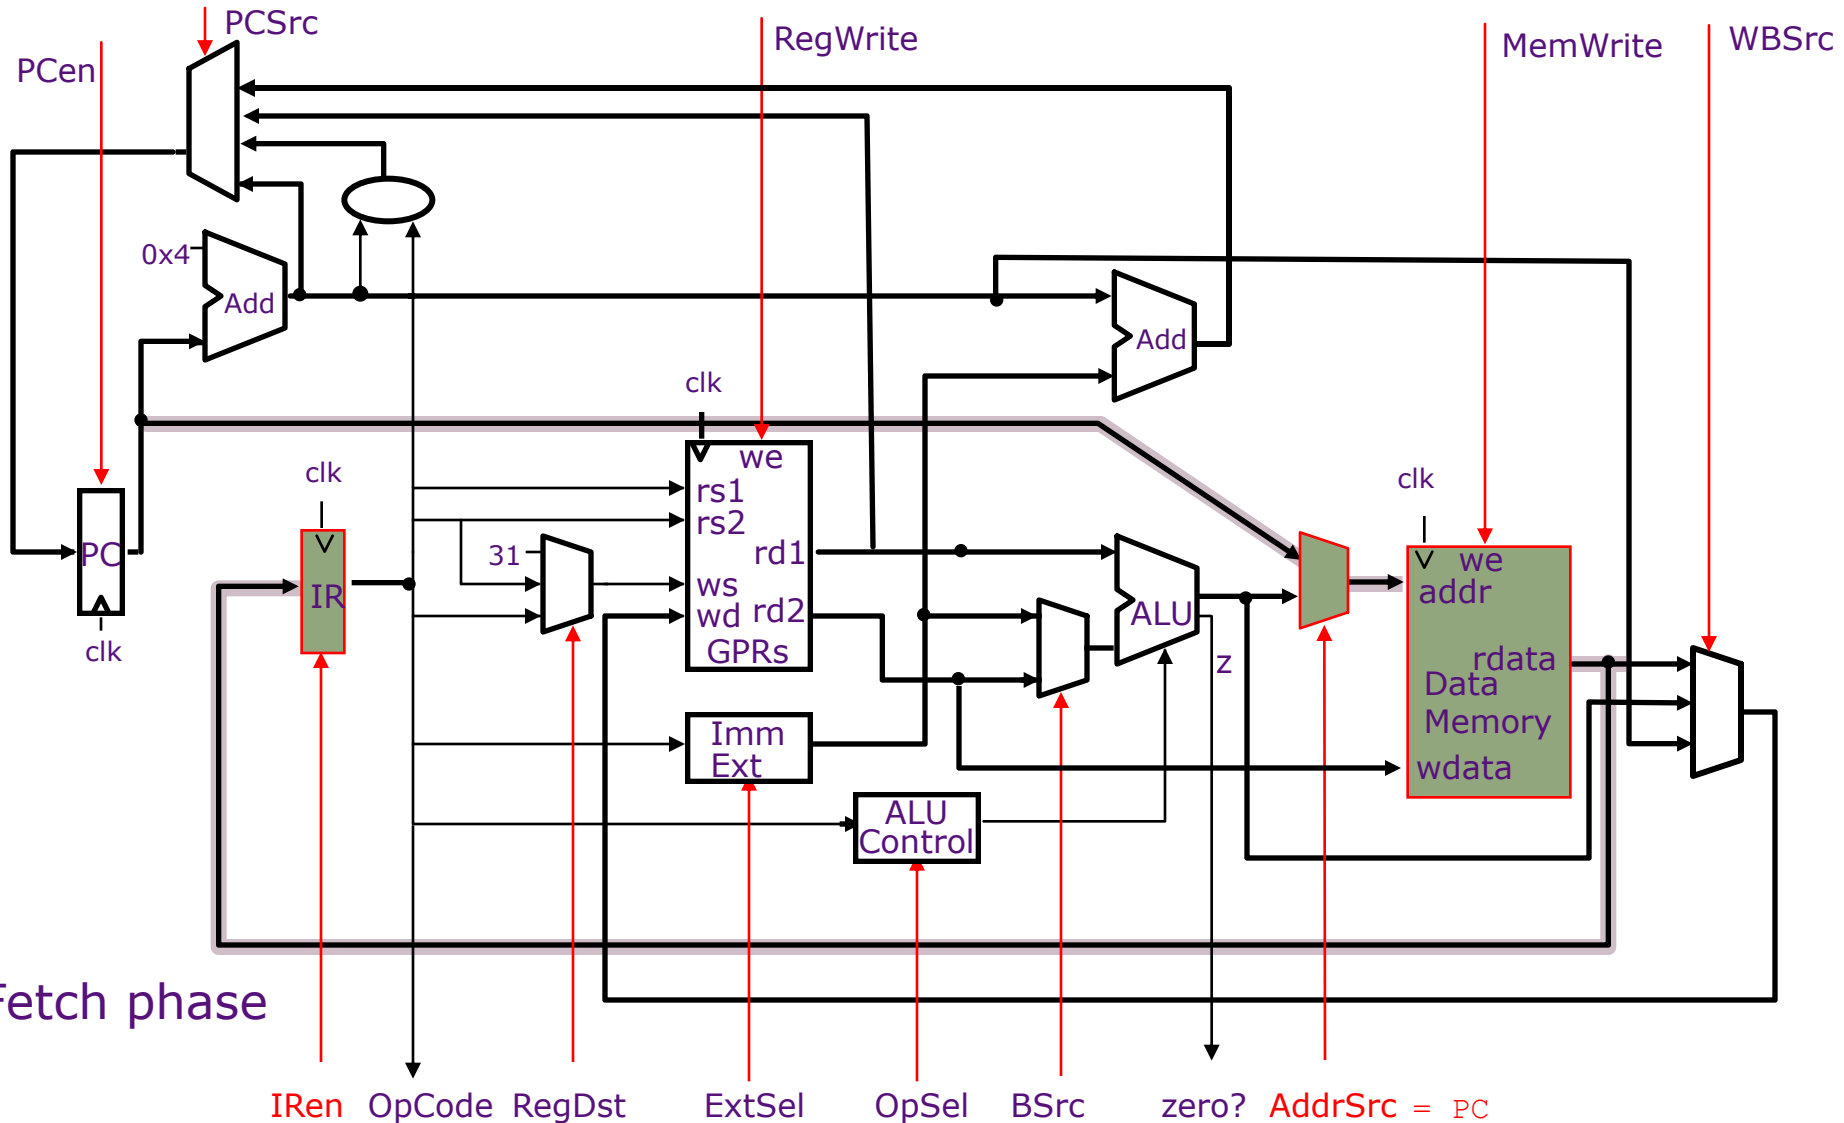 PCSrc
RegWrite
MemWrite
WBSrc
PCen
0x4
Add
Add
clk
we
rs1
rs2
rd1
ws
wd
rd2
GPRs
clk
IR
PC
clk
31
ALU
z
clk
we
addr
rdata
Data
Memory
wdata
Imm
Ext
ALU
Control
Fetch phase
IRen
OpCode
RegDst
ExtSel
OpSel
BSrc
zero?
AddrSrc = PC